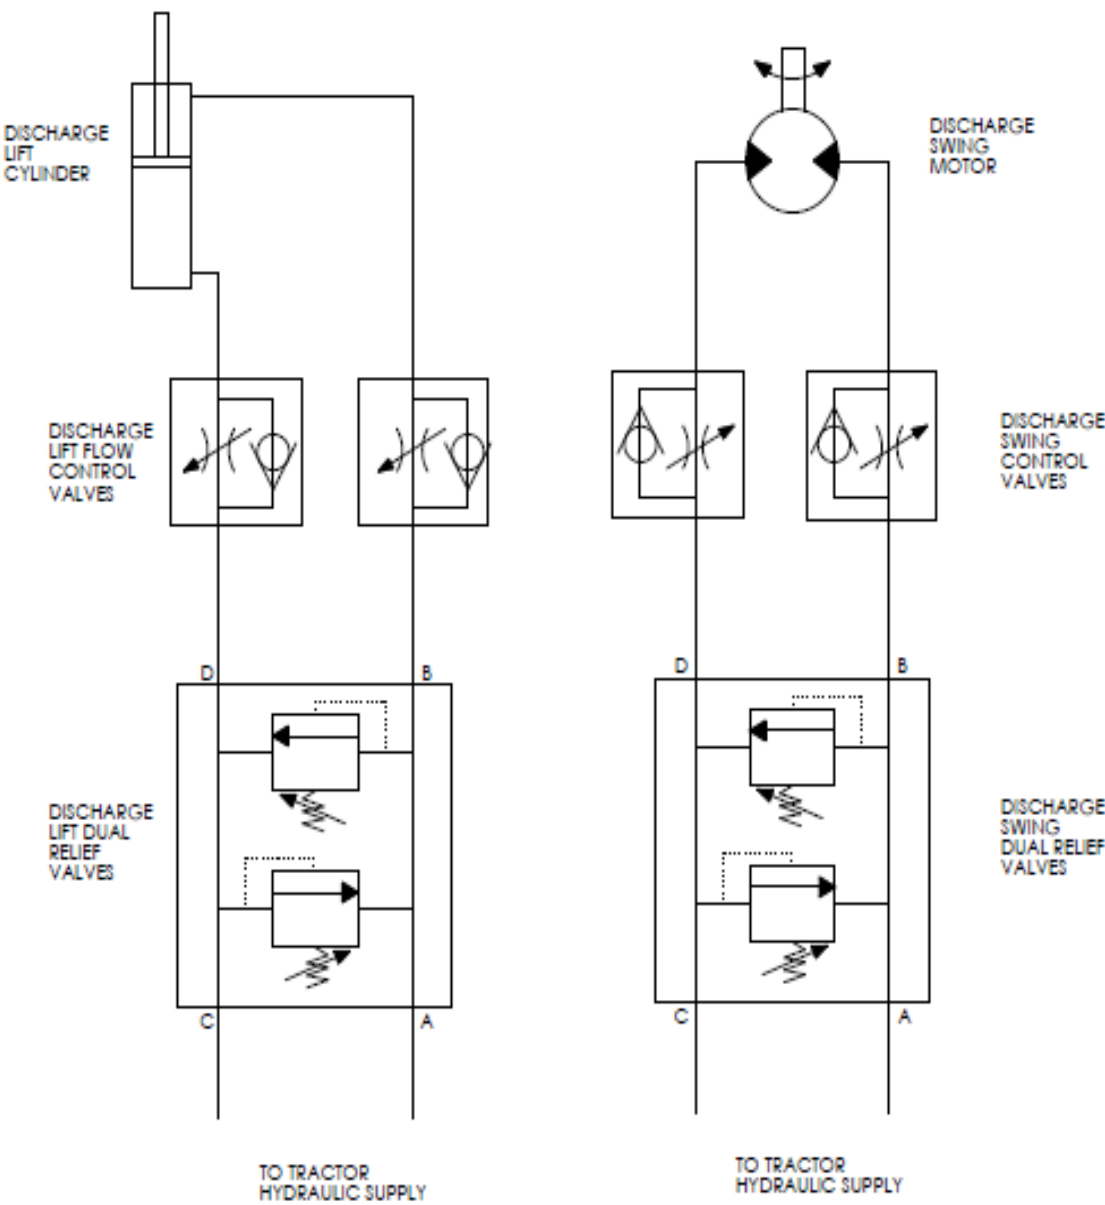 DISCHARGE
LIFT
CYLINDER
DISCHARGE
SWING
MOTOR
DISCHARGE
LIFT FLOW
CONTROL
VALVES
DISCHARGE
SWING
CONTROL
VALVES
D
B
D
B
DISCHARGE
LIFT DUAL
RELIEF
VALVES
DISCHARGE
SWING
DUAL RELIEF
VALVES
C
A
C
A
TO TRACTOR
HYDRAULIC SUPPLY
TO TRACTOR
HYDRAULIC SUPPLY